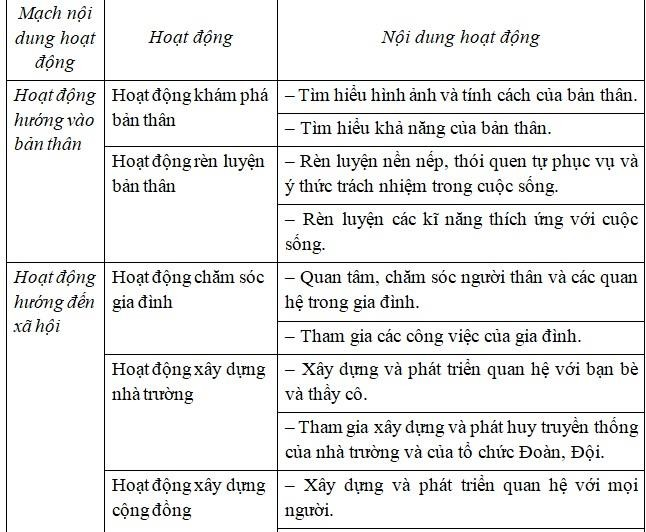 Mạch nội
dung hoạt
động
Hoạt động
Nội dung hoạt động
Hoạt động
hướng vào
bản thân
Hoạt động khám phá
bản thân
– Tìm hiểu hình ảnh và tính cách của bản thân.
– Tìm hiểu khả năng của bản thân.
Hoạt động rèn luyện
bản thân
– Rèn luyện nền nếp, thói quen tự phục vụ và
ý thức trách nhiệm trong cuộc sống.
– Rèn luyện các kĩ năng thích ứng với cuộc
sống.
Hoạt động
hướng đến
xã hội
Hoạt động chăm sóc
gia đình
– Quan tâm, chăm sóc người thân và các quan
hệ trong gia đình.
– Tham gia các công việc của gia đình.
Hoạt động xây dựng
nhà trường
– Xây dựng và phát triển quan hệ với bạn bè
và thầy cô.
– Tham gia xây dựng và phát huy truyền thống
của nhà trường và của tổ chức Đoàn, Đội.
Hoạt động xây dựng
cộng đồng
– Xây dựng và phát triển quan hệ với mọi
người.